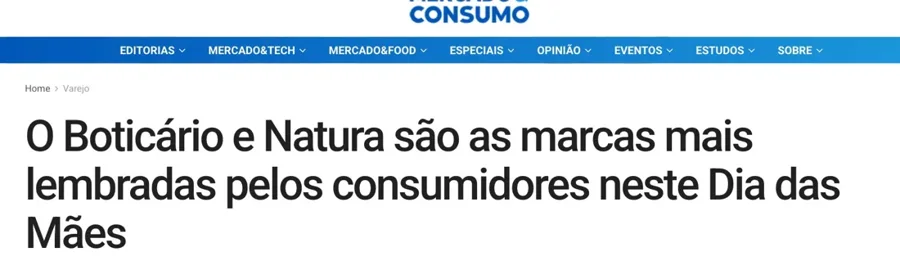 MERCADO&
CONSUMO
EDITORIAS MERCADO&TECH MERCADO&FOOD ESPECIAIS OPINIÃO EVENTOS ESTUDOS SOBRE
Home > Varejo
O Boticário e Natura são as marcas mais
lembradas pelos consumidores neste Dia das
Mães